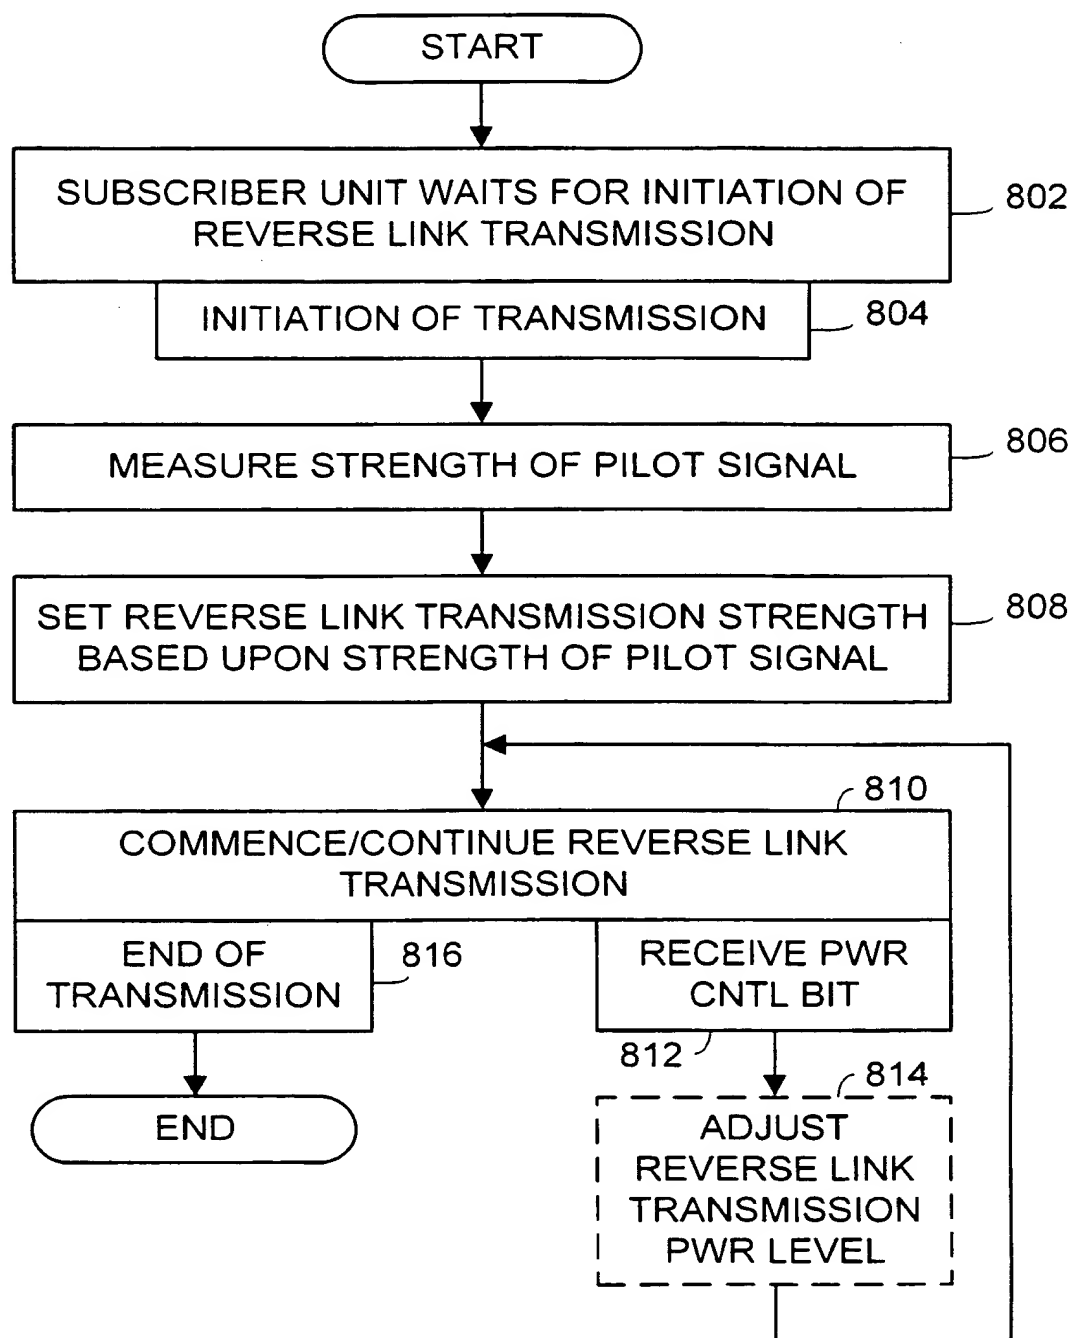 START
SUBSCRIBER UNIT WAITS FOR INITIATION OF
REVERSE LINK TRANSMISSION
802
INITIATION OF TRANSMISSION
804
MEASURE STRENGTH OF PILOT SIGNAL
806
SET REVERSE LINK TRANSMISSION STRENGTH
BASED UPON STRENGTH OF PILOT SIGNAL
808
810
COMMENCE/CONTINUE REVERSE LINK
TRANSMISSION
END OF
TRANSMISSION
816
RECEIVE PWR
CNTL BIT
812
END
814
ADJUST
REVERSE LINK
TRANSMISSION
PWR LEVEL